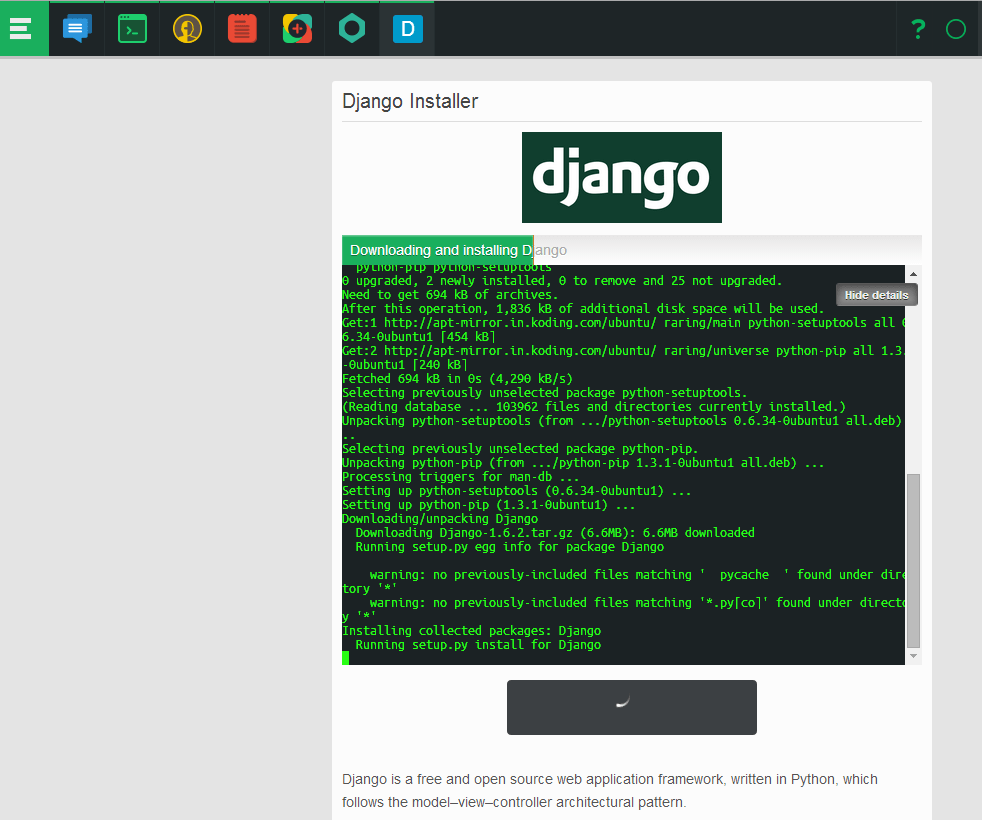 D
?
Django Installer
django
Downloading and installing Django
python-pip python-setuptools
0 upgraded, 2 newly installed, 0 to remove and 25 not upgraded.
Hide details
Need to get 694 kB of archives.
After this operation, 1,836 kB of additional disk space will be used.
Get:1 http://apt-mirror.in.koding.com/ubuntu/ raring/main python-setuptools all 0
6.34-0ubuntu1 [454 kB]
Get:2 http://apt-mirror.in.koding.com/ubuntu/ raring/universe python-pip all 1.3.
-0ubuntu1 [240 kB]
Fetched 694 kB in 0s (4,290 kB/s)
Selecting previously unselected package python-setuptools.
(Reading database ... 103962 files and directories currently installed.)
Unpacking python-setuptools (from .../python-setuptools 0.6.34-0ubuntu1 all.deb)
..
Selecting previously unselected package python-pip.
Unpacking python-pip (from .../python-pip 1.3.1-0ubuntu1 all.deb) ...
Processing triggers for man-db ...
Setting up python-setuptools (0.6.34-0ubuntu1) ...
Setting up python-pip (1.3.1-0ubuntu1) ...
Downloading/unpacking Django
Downloading Django-1.6.2.tar.gz (6.6MB): 6.6MB downloaded
Running setup.py egg info for package Django
warning: no previously-included files matching '  pycache  ' found under dire
tory '*'
warning: no previously-included files matching '*.py[co]' found under directo
y '*'
Installing collected packages: Django
Running setup.py install for Django
Django is a free and open source web application framework, written in Python, which
follows the model–view–controller architectural pattern.